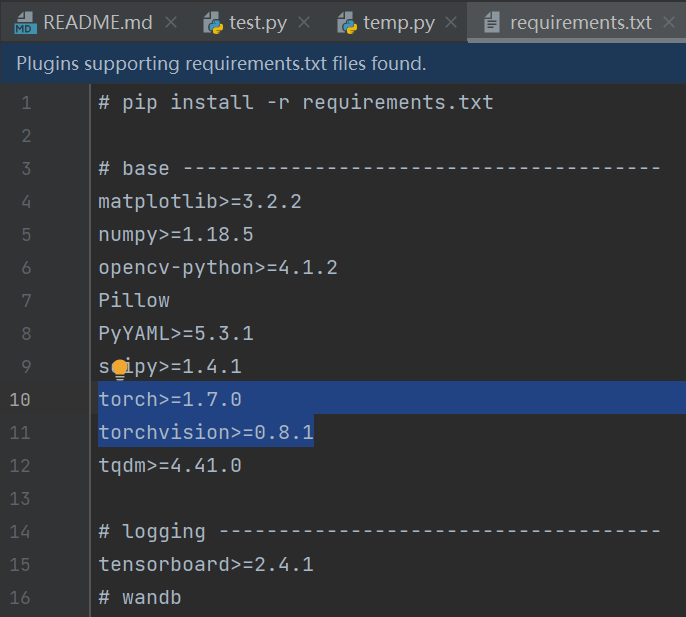 README.md
test.py
temp.py
requirements.txt
Plugins supporting requirements.txt files found.
1 # pip install -r requirements.txt
2
3 # base ----------------------------------------
4 matplotlib>=3.2.2
5 numpy>=1.18.5
6 opencv-python>=4.1.2
7 Pillow
8 PyYAML>=5.3.1
9 s ipy>=1.4.1
10 torch>=1.7.0
11 torchvision>=0.8.1
12 tqdm>=4.41.0
13
14 # logging -------------------------------------
15 tensorboard>=2.4.1
16 # wandb